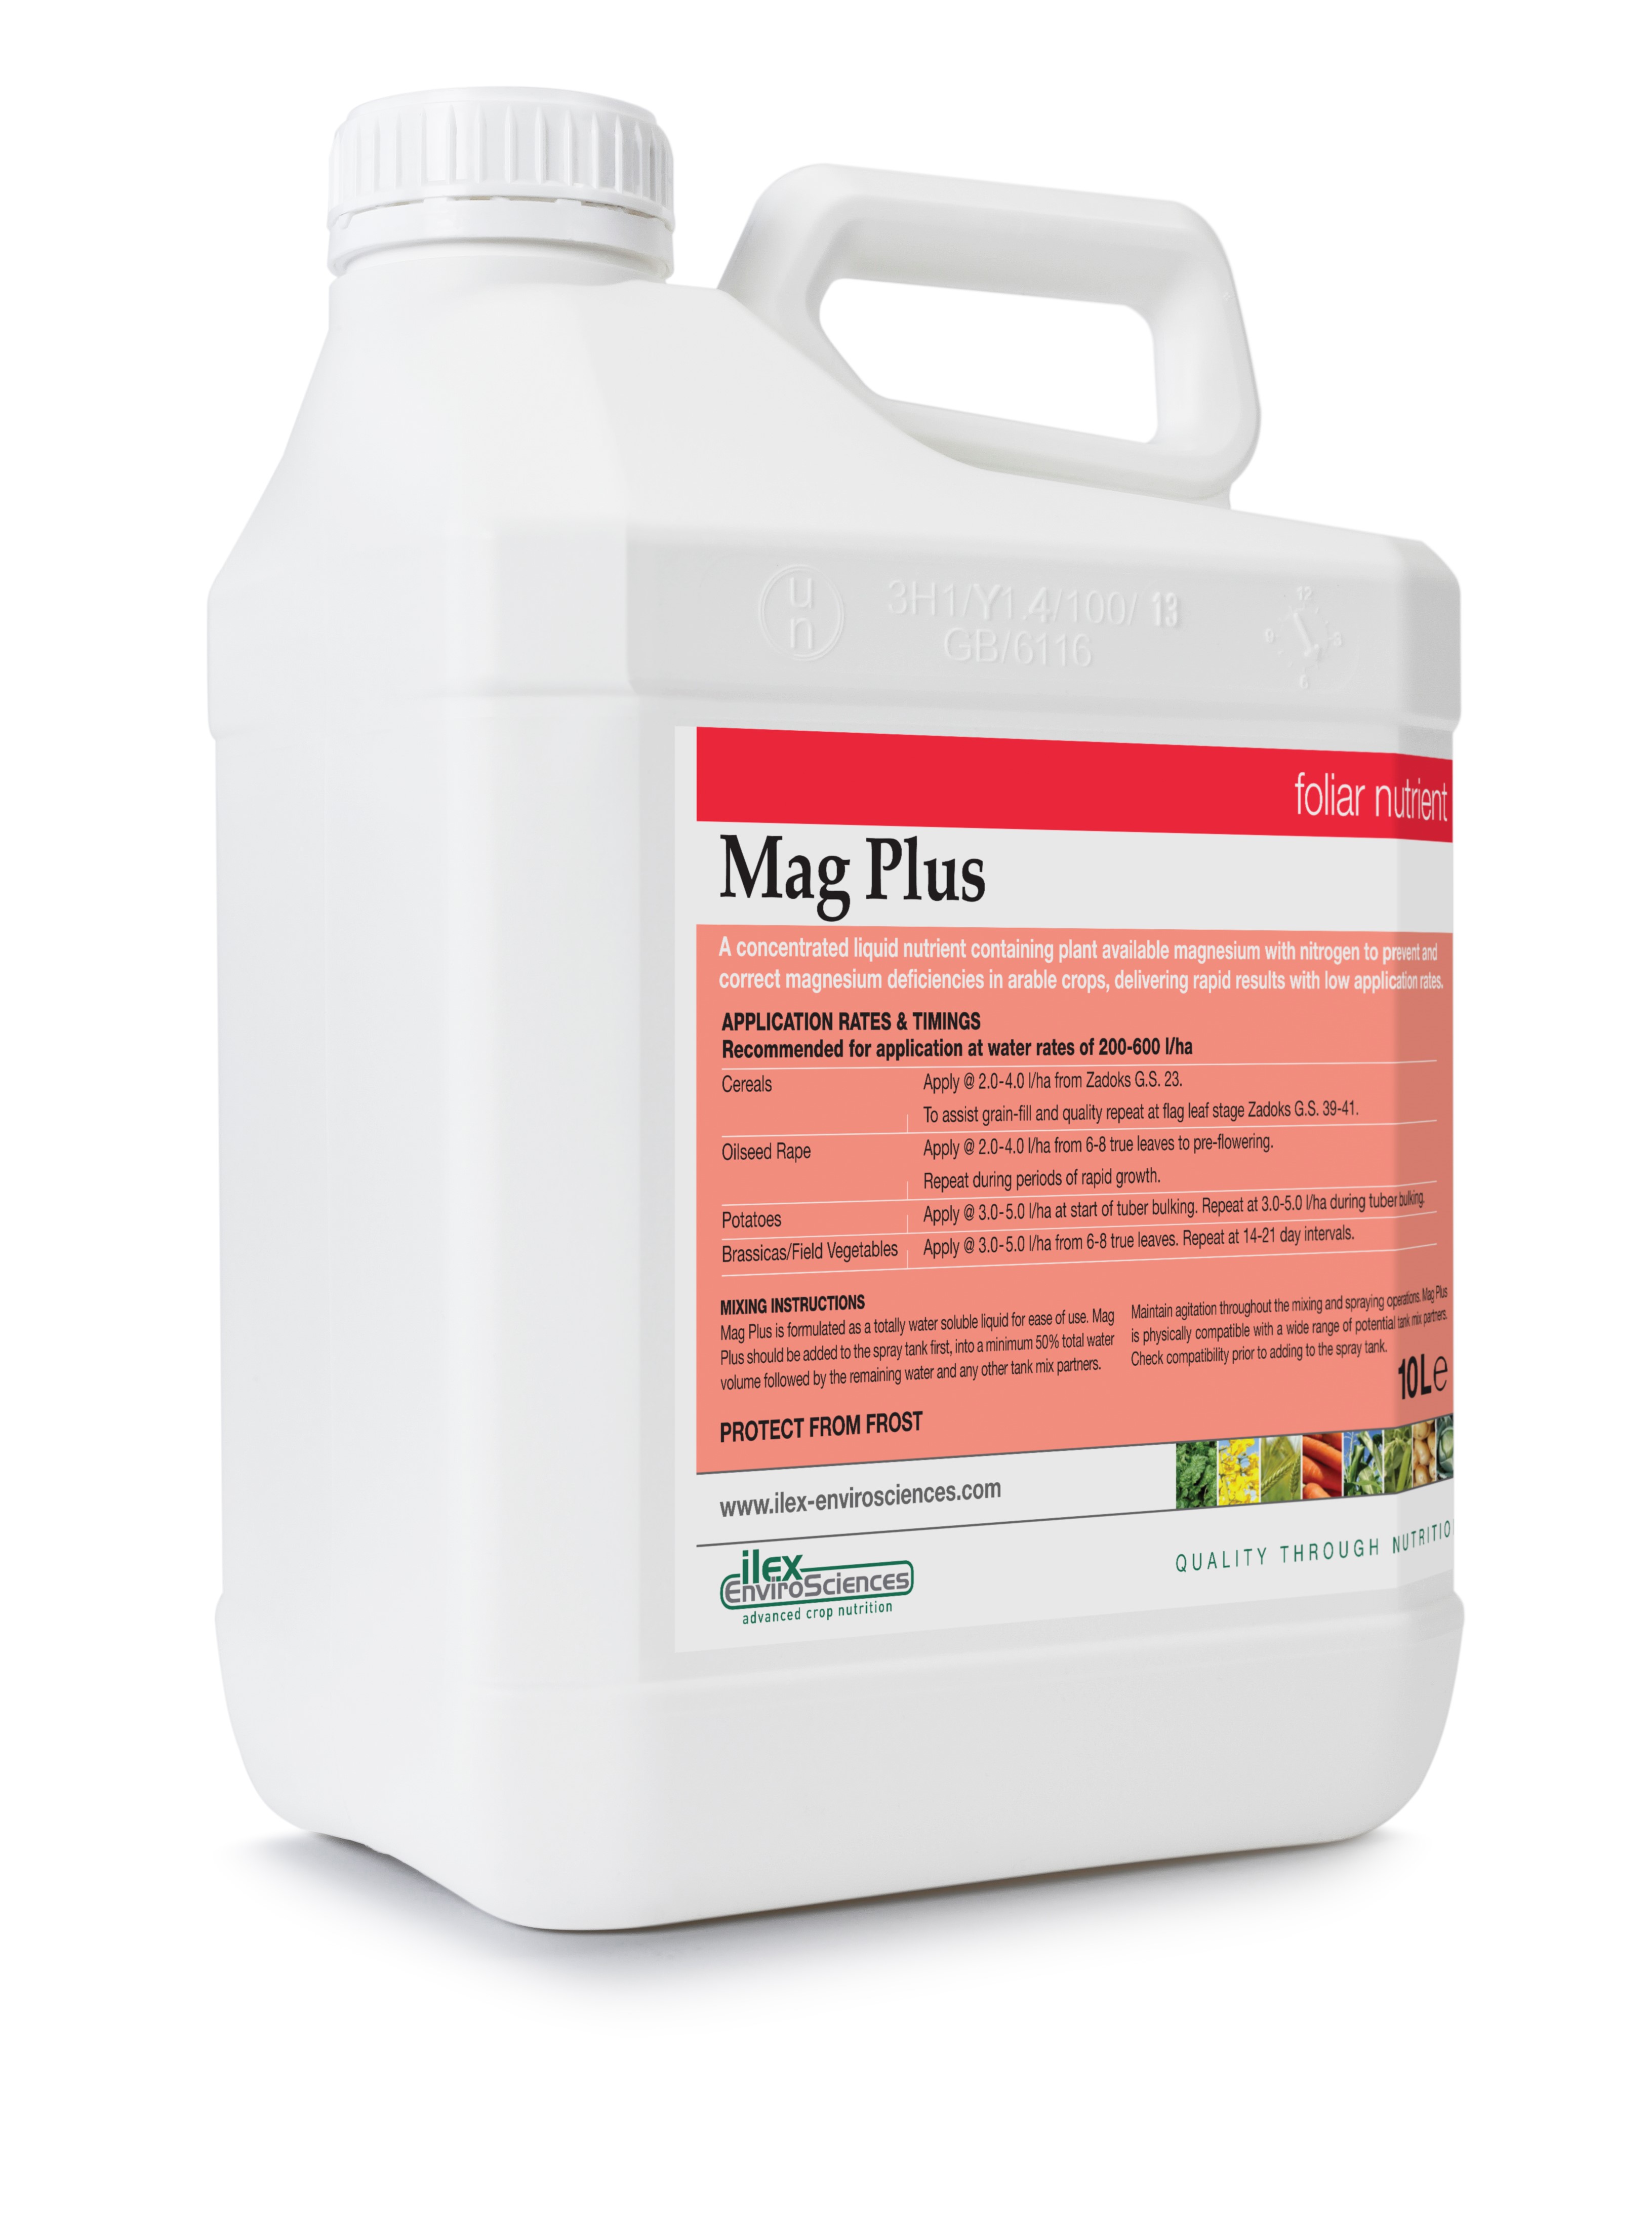 u
n
3H1/Y1.4/100/ 13
GB/6116
12
9 3
6
foliar nutrient
Mag Plus
A concentrated liquid nutrient containing plant available magnesium with nitrogen to prevent and
correct magnesium deficiencies in arable crops, delivering rapid results with low application rates.
APPLICATION RATES & TIMINGS
Recommended for application at water rates of 200-600 l/ha
Cereals Apply @ 2.0-4.0 l/ha from Zadoks G.S. 23.
To assist grain-fill and quality repeat at flag leaf stage Zadoks G.S. 39-41.
Oilseed Rape Apply @ 2.0-4.0 l/ha from 6-8 true leaves to pre-flowering.
Repeat during periods of rapid growth.
Potatoes Apply @ 3.0-5.0 l/ha at start of tuber bulking. Repeat at 3.0-5.0 l/ha during tuber bulking.
Brassicas/Field Vegetables Apply @ 3.0-5.0 l/ha from 6-8 true leaves. Repeat at 14-21 day intervals.
MIXING INSTRUCTIONS
Mag Plus is formulated as a totally water soluble liquid for ease of use. Mag
Plus should be added to the spray tank first, into a minimum 50% total water
volume followed by the remaining water and any other tank mix partners.
Maintain agitation throughout the mixing and spraying operations. Mag Plus
is physically compatible with a wide range of potential tank mix partners.
Check compatibility prior to adding to the spray tank.
10L e
PROTECT FROM FROST
www.ilex-envirosciences.com
QUALITY THROUGH NUTRITIO
ilex
EnviroSciences
advanced crop nutrition